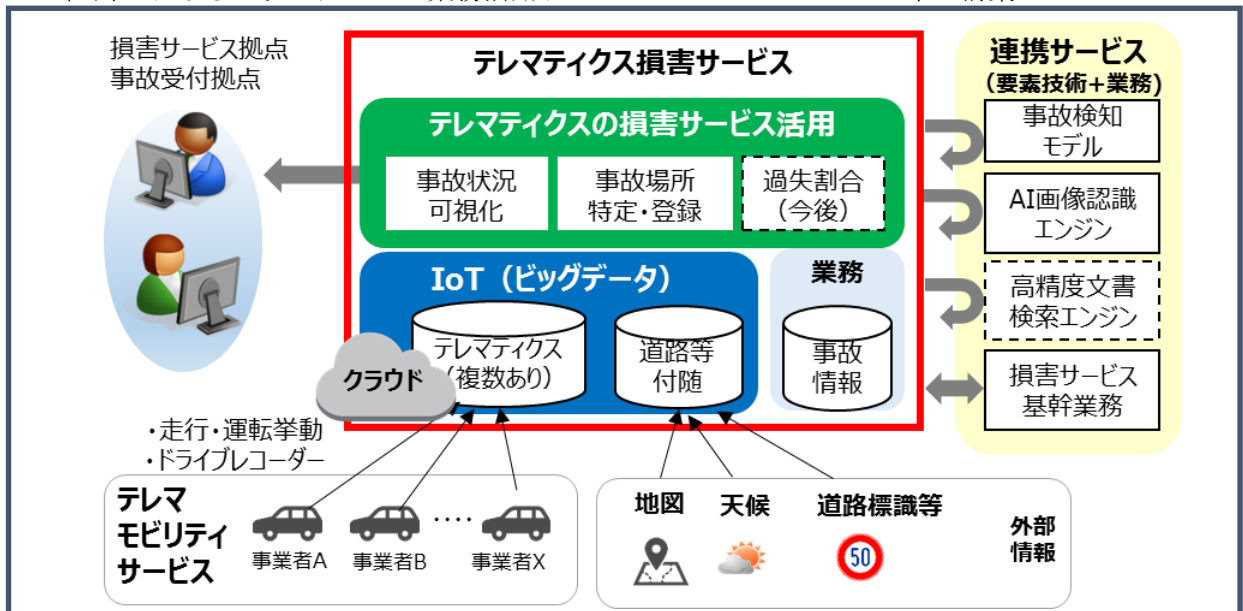 損害サービス拠点
事故受付拠点
テレマティクス損害サービス
テレマティクスの損害サービス活用
事故状況
可視化
事故場所
特定・登録
過失割合
（今後）
IoT（ビッグデータ）
テレマティクス
（複数あり）
道路等
付随
業務
事故
情報
クラウド
連携サービス
（要素技術+業務）
事故検知
モデル
AI画像認識
エンジン
高精度文書
検索エンジン
損害サービス
基幹業務
・走行・運転挙動
・ドライブレコーダー
テレマ
モビリティ
サービス
事業者A
事業者B
‥‥
事業者X
地図
天候
道路標識等
50
外部
情報